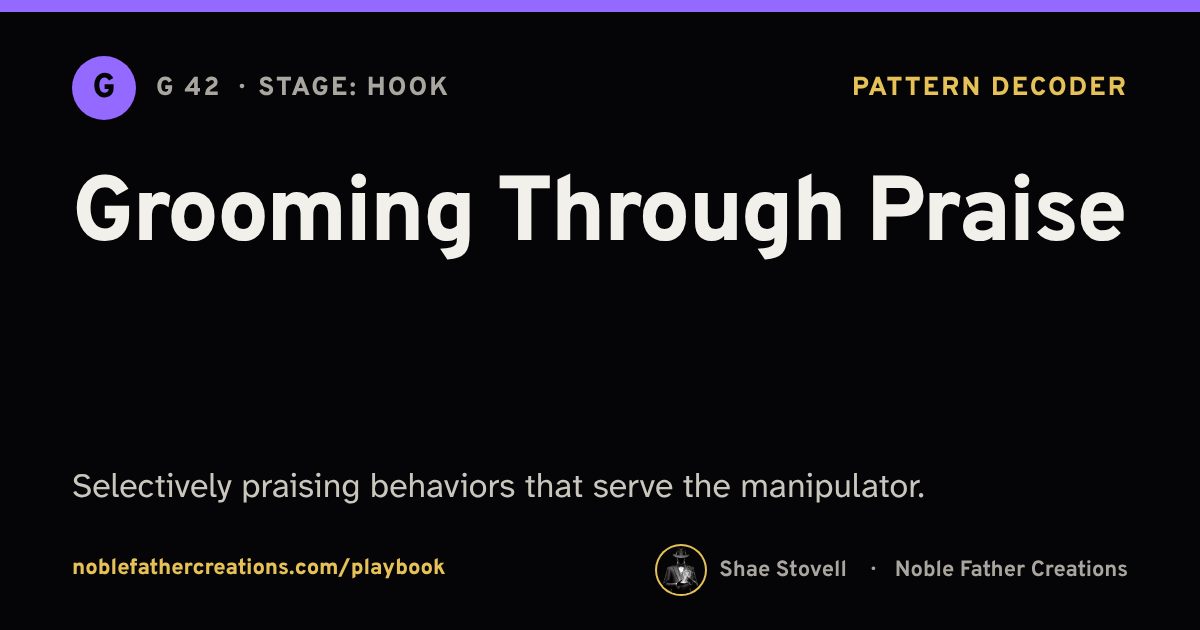 G
G 42 · STAGE: HOOK
PATTERN DECODER
Grooming Through Praise
Selectively praising behaviors that serve the manipulator.
noblefathercreations.com/playbook
Shae Stovell · Noble Father Creations